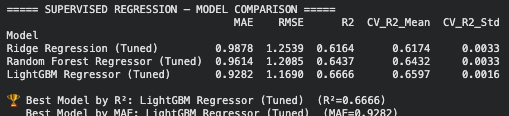 ===== SUPERVISED REGRESSION — MODEL COMPARISON =====
MAE RMSE R2 CV_R2_Mean CV_R2_Std
Model
Ridge Regression (Tuned) 0.9878 1.2539 0.6164 0.6174 0.0033
Random Forest Regressor (Tuned) 0.9614 1.2085 0.6437 0.6432 0.0033
LightGBM Regressor (Tuned) 0.9282 1.1690 0.6666 0.6597 0.0016
🏆 Best Model by R²: LightGBM Regressor (Tuned) (R²=0.6666)
Best Model by MAE: LightGBM Regressor (Tuned) (MAE=0.9282)